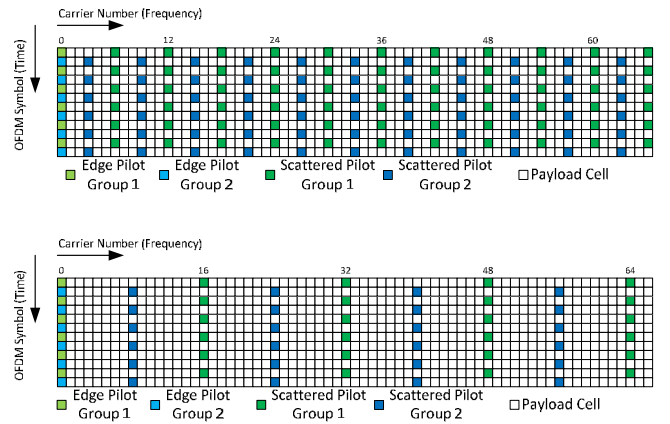 Carrier Number (Frequency)
0 12 24 36 48 60
OFDM Symbol (Time)
Edge Pilot Group 1
Edge Pilot Group 2
Scattered Pilot Group 1
Scattered Pilot Group 2
Payload Cell
Carrier Number (Frequency)
0 16 32 48 64
OFDM Symbol (Time)
Edge Pilot Group 1
Edge Pilot Group 2
Scattered Pilot Group 1
Scattered Pilot Group 2
Payload Cell